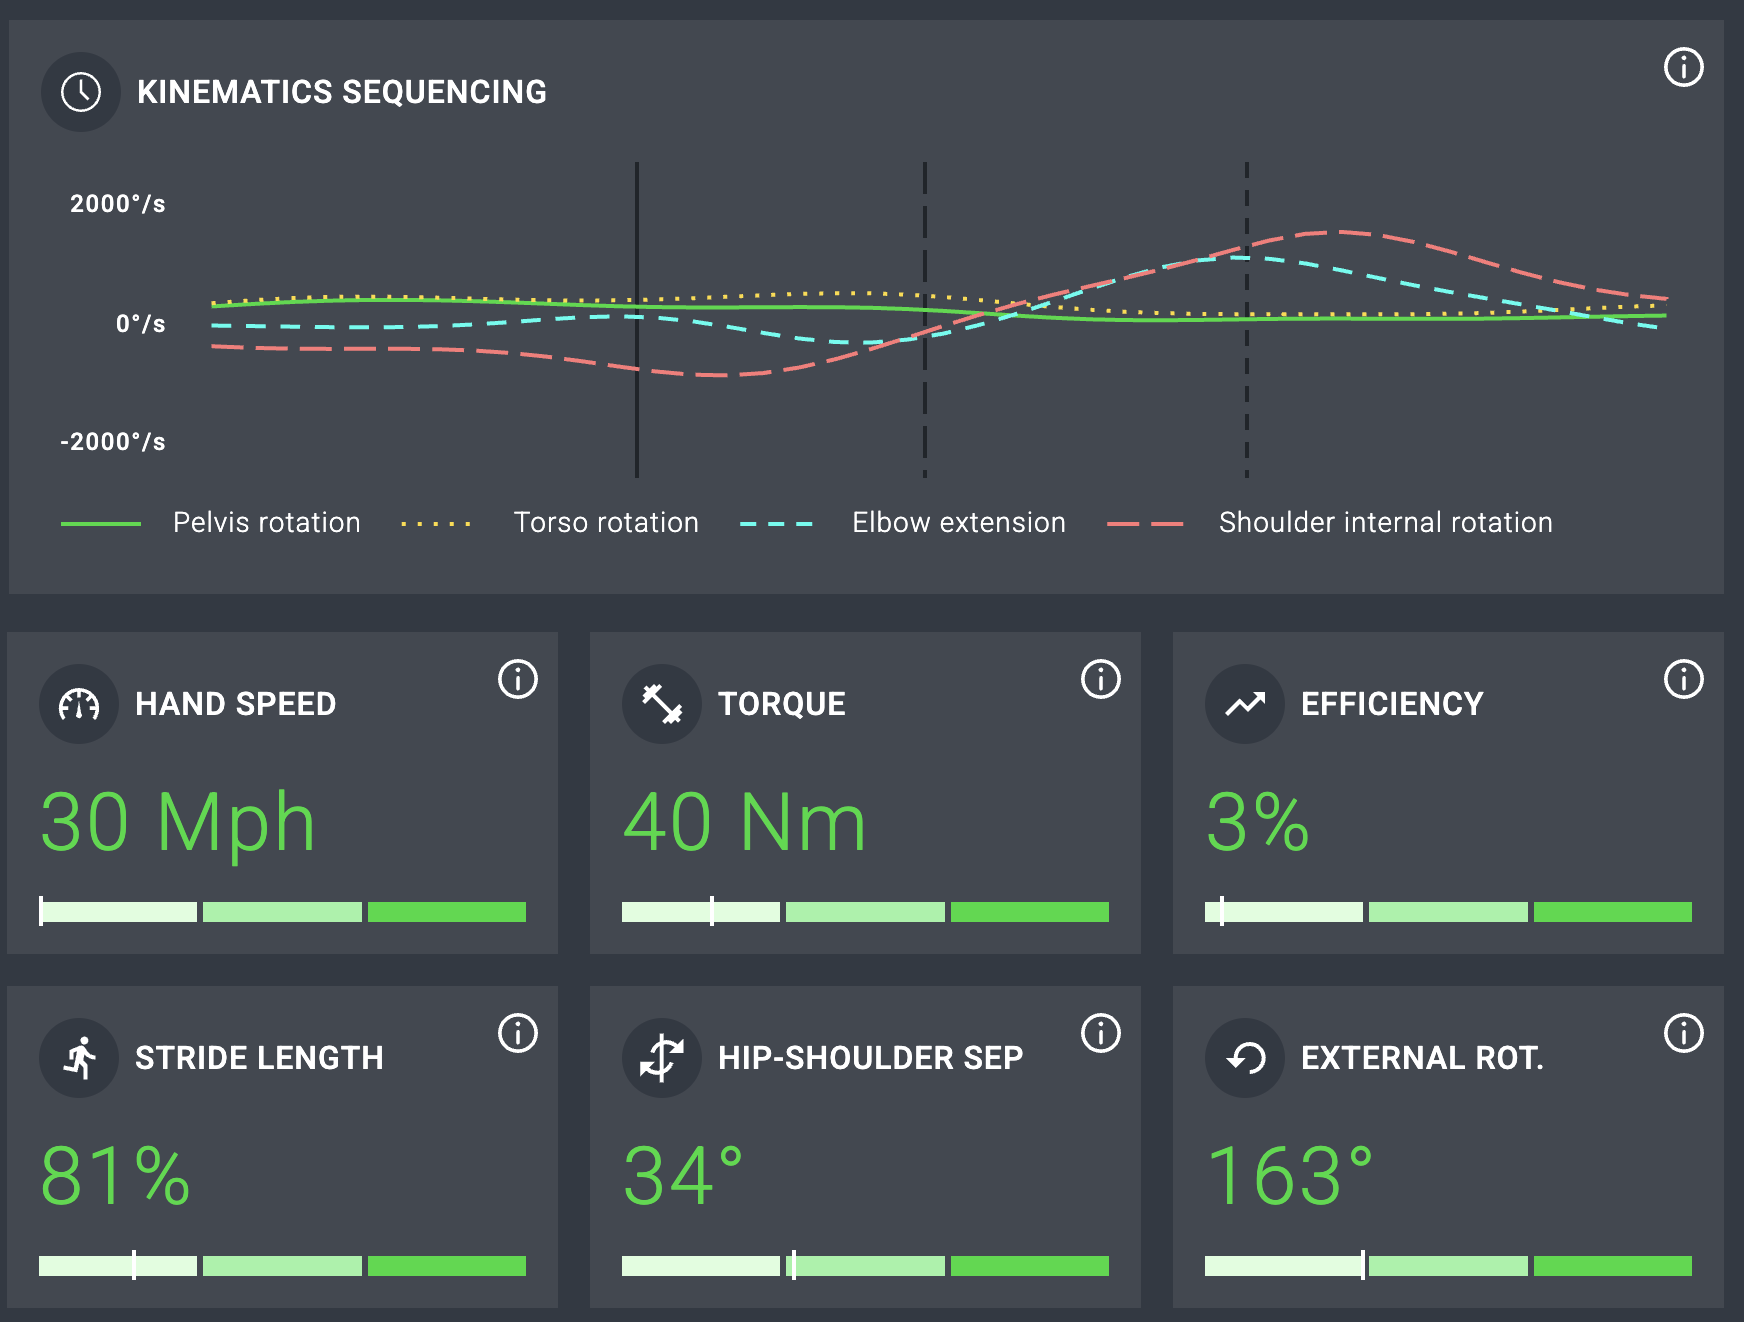 KINEMATICS SEQUENCING
2000°/s
0°/s
-2000°/s
Pelvis rotation Torso rotation Elbow extension Shoulder internal rotation
HAND SPEED
30 Mph
TORQUE
40 Nm
EFFICIENCY
3%
STRIDE LENGTH
81%
HIP-SHOULDER SEP
34°
EXTERNAL ROT.
163°